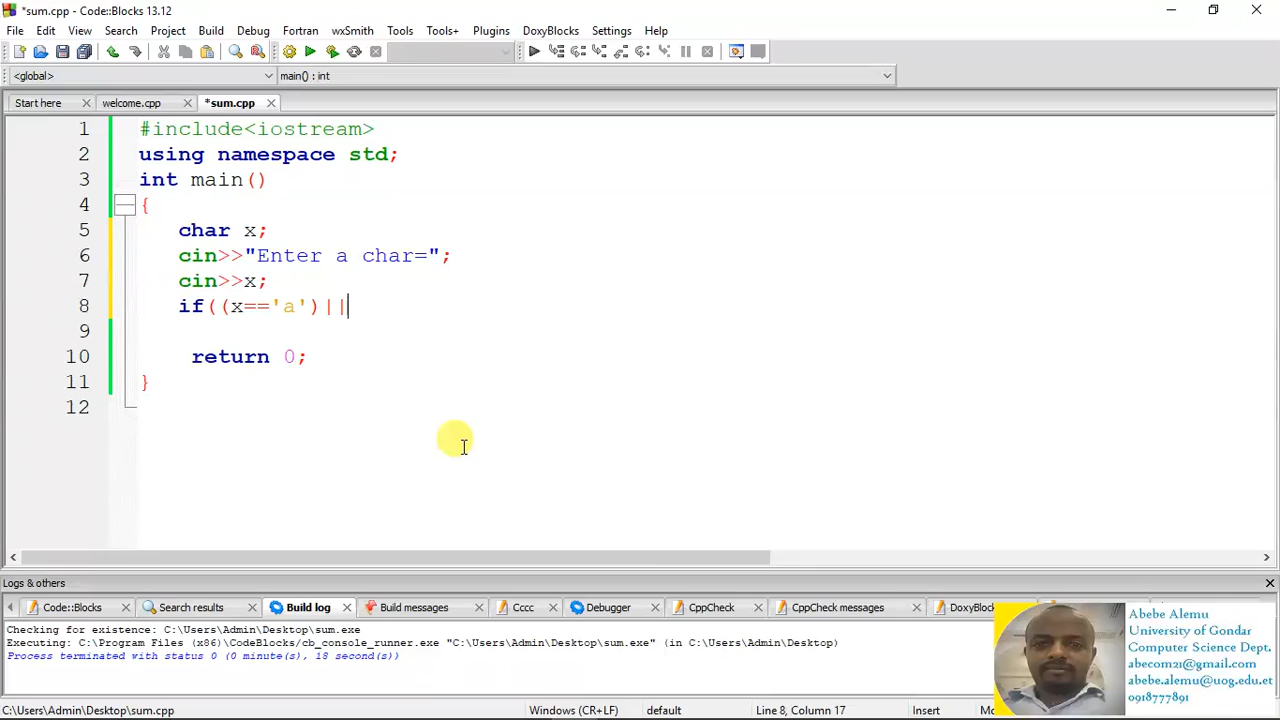 *sum.cpp - Code::Blocks 13.12
File Edit View Search Project Build Debug Fortran wxSmith Tools Tools+ Plugins DoxyBlocks Settings Help
<global> main() : int
Start here welcome.cpp *sum.cpp
1 #include<iostream>
2 using namespace std;
3 int main()
4 {
5 char x;
6 cin>>"Enter a char=";
7 cin>>x;
8 if((x=='a')||
9
10 return 0;
11 }
12
Logs & others
Code::Blocks Search results Build log Build messages Cccc Debugger CppCheck CppCheck messages DoxyBlock
Checking for existence: C:\Users\Admin\Desktop\sum.exe
Executing: C:\Program Files (x86)\CodeBlocks/cb_console_runner.exe "C:\Users\Admin\Desktop\sum.exe" (in C:\Users\Admin\Desktop)
Process terminated with status 0 (0 minute(s), 18 second(s))
Abebe Alemu
University of Gondar
Computer Science Dept.
abecom21@gmail.com
abebe.alemu@uog.edu.et
0918777891
C:\Users\Admin\Desktop\sum.cpp Windows (CR+LF) default Line 8, Column 17 Insert